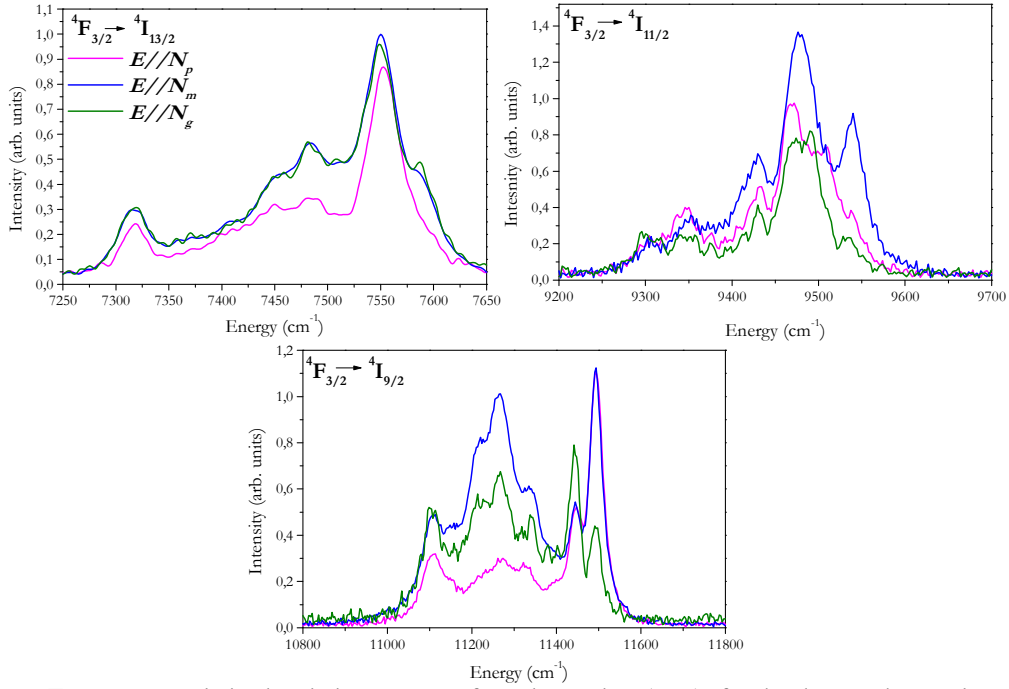 ⁴F₃/₂ → ⁴I₁₃/₂
E//Nₚ
E//Nₘ
E//N_g
Intensity (arb. units)
1,1
1,0
0,9
0,8
0,7
0,6
0,5
0,4
0,3
0,2
0,1
0,0
7250 7300 7350 7400 7450 7500 7550 7600 7650
Energy (cm⁻¹)
⁴F₃/₂ → ⁴I₁₁/₂
Intesnity (arb. units)
1,4
1,2
1,0
0,8
0,6
0,4
0,2
0,0
9200 9300 9400 9500 9600 9700
Energy (cm⁻¹)
⁴F₃/₂ → ⁴I₉/₂
Intensity (arb. units)
1,2
1,0
0,8
0,6
0,4
0,2
0,0
10800 11000 11200 11400 11600 11800
Energy (cm⁻¹)